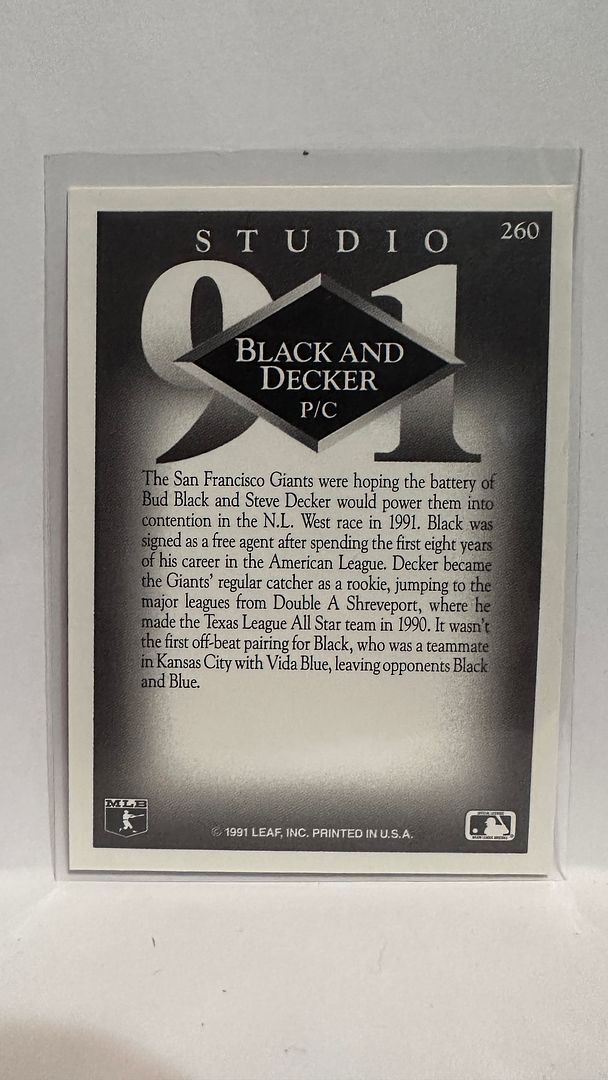 STUDIO
260
91
BLACK AND
DECKER
P/C
The San Francisco Giants were hoping the battery of
Bud Black and Steve Decker would power them into
contention in the N.L. West race in 1991. Black was
signed as a free agent after spending the first eight years
of his career in the American League. Decker became
the Giants' regular catcher as a rookie, jumping to the
major leagues from Double A Shreveport, where he
made the Texas League All Star team in 1990. It wasn't
the first off-beat pairing for Black, who was a teammate
in Kansas City with Vida Blue, leaving opponents Black
and Blue.
MLB
© 1991 LEAF, INC. PRINTED IN U.S.A.